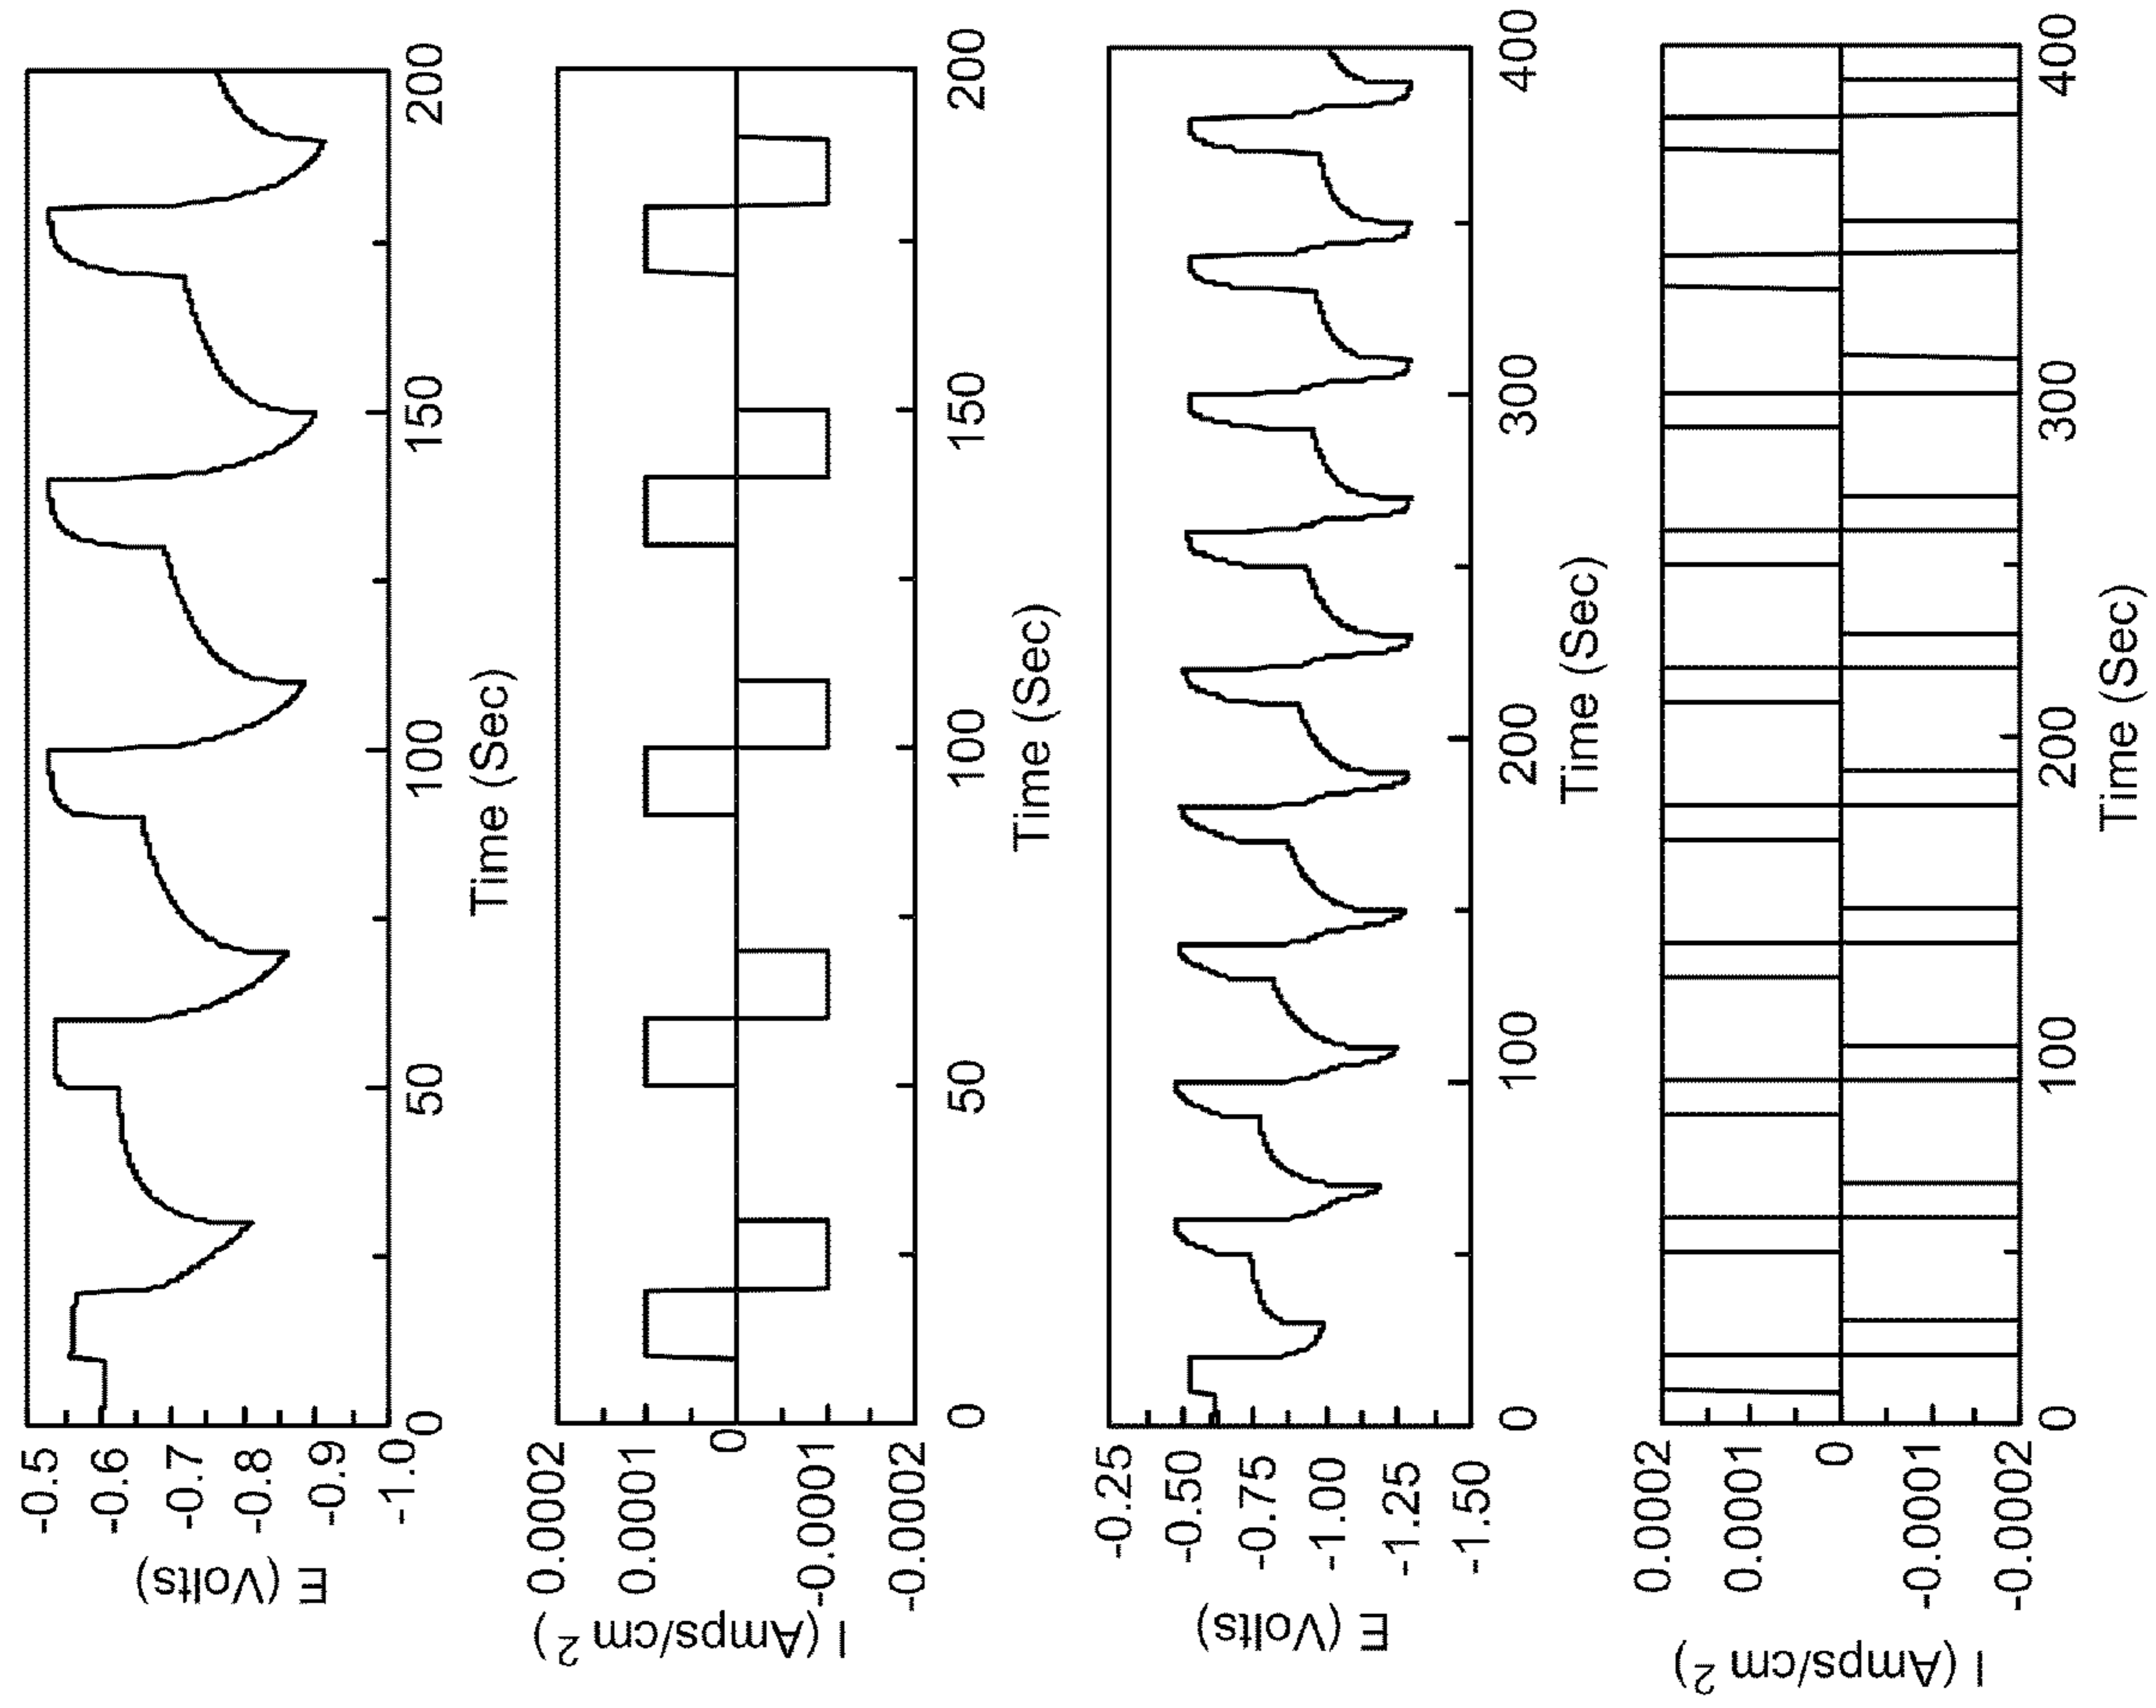 E (Volts)
-0.5
-0.6
-0.7
-0.8
-0.9
-1.0
0 50 100 150 200
Time (Sec)
I (Amps/cm 2)
0.0002
0.0001
0
-0.0001
-0.0002
0 50 100 150 200
Time (Sec)
E (Volts)
-0.25
-0.50
-0.75
-1.00
-1.25
-1.50
0 100 200 300 400
Time (Sec)
I (Amps/cm 2)
0.0002
0.0001
0
-0.0001
-0.0002
0 100 200 300 400
Time (Sec)